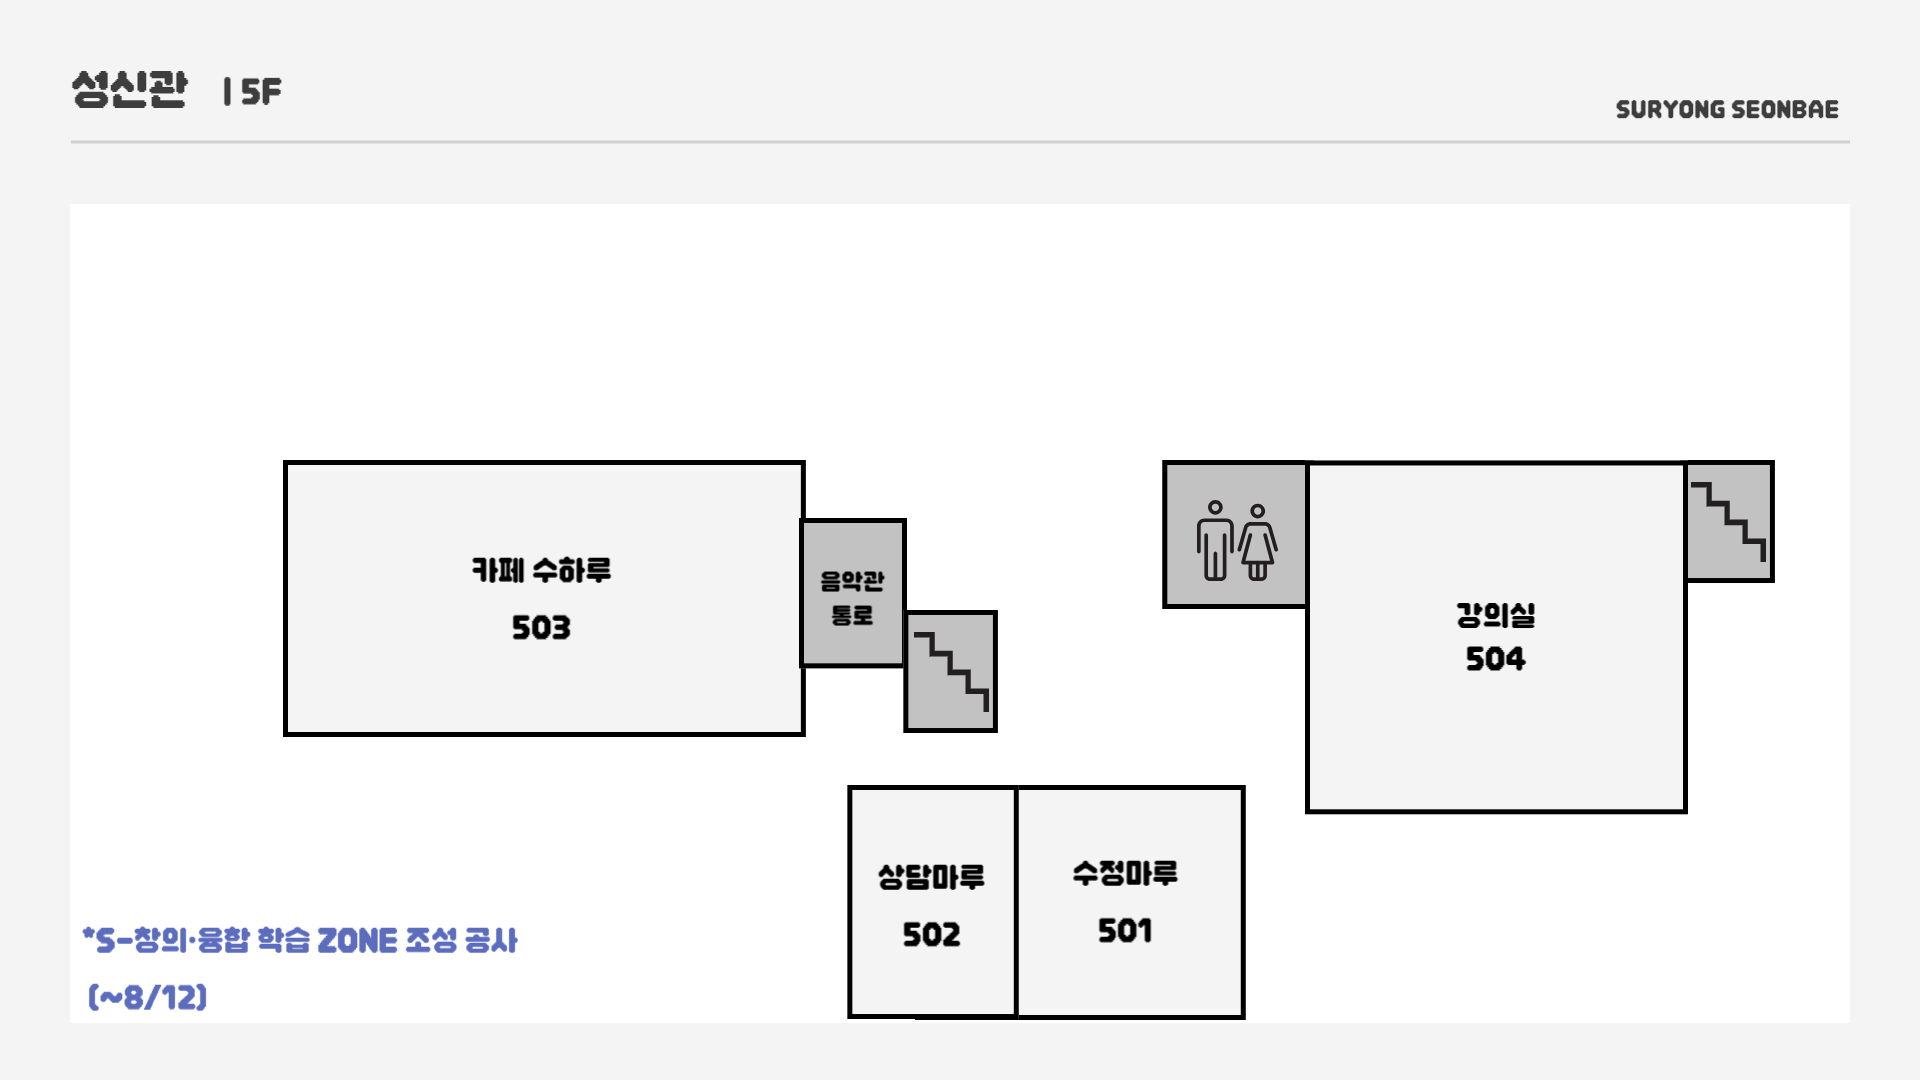 성신관 | 5F
SURYONG SEONBAE
카페 수하루
503
음악관
통로
강의실
504
상담마루
502
수정마루
501
*S-창의·융합 학습 ZONE 조성 공사
(~8/12)